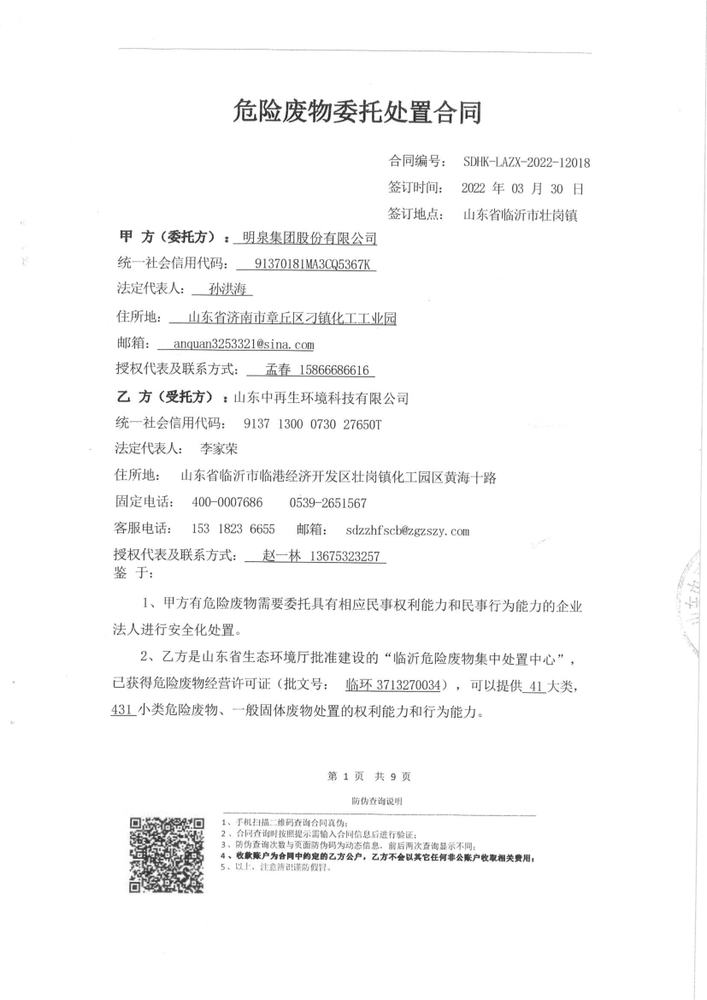 危险废物委托处置合同
合同编号： SDHK-LAZX-2022-12018
签订时间： 2022 年 03 月 30 日
签订地点： 山东省临沂市壮岗镇
甲 方（委托方）：明泉集团股份有限公司
统一社会信用代码： 91370181MA3CQ5367K
法定代表人： 孙洪海
住所地： 山东省济南市章丘区刁镇化工工业园
邮箱： anquan3253321@sina.com
授权代表及联系方式： 孟春 15866686616
乙 方（受托方）：山东中再生环境科技有限公司
统一社会信用代码： 9137 1300 0730 27650T
法定代表人： 李家荣
住所地： 山东省临沂市临港经济开发区壮岗镇化工园区黄海十路
固定电话： 400-0007686 0539-2651567
客服电话： 153 1823 6655 邮箱： sdzzhfscb@zgzszy.com
授权代表及联系方式： 赵一林 13675323257
鉴 于：
1、甲方有危险废物需要委托具有相应民事权利能力和民事行为能力的企业
法人进行安全化处置。
2、乙方是山东省生态环境厅批准建设的“临沂危险废物集中处置中心”，
已获得危险废物经营许可证（批文号： 临环 3713270034），可以提供 41 大类，
431 小类危险废物、一般固体废物处置的权利能力和行为能力。
第 1 页 共 9 页
防伪查询说明
1、手机扫描二维码查询合同真伪；
2、合同查询时按照提示需输入合同信息后进行验证；
3、防伪查询次数与页面防伪码为动态信息，前后两次查询显示不同；
4、收款账户为合同中约定的乙方公户，乙方不会以其它任何非公账户收取相关费用；
5、以上，注意辨识谨防假冒。